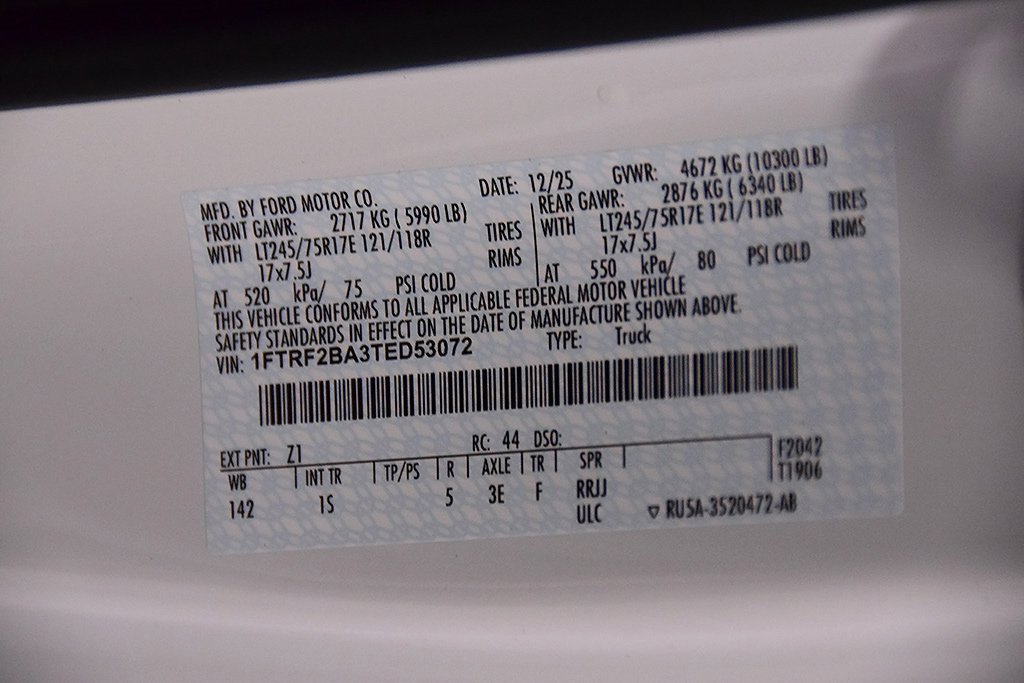 MFD. BY FORD MOTOR CO. DATE: 12/25 GVWR: 4672 KG (10300 LB)
FRONT GAWR: 2717 KG ( 5990 LB) REAR GAWR: 2876 KG ( 6340 LB)
WITH LT245/75R17E 121/118R TIRES WITH LT245/75R17E 121/118R TIRES
17x7.5J RIMS 17x7.5J RIMS
AT 520 kPa/ 75 PSI COLD AT 550 kPa/ 80 PSI COLD
THIS VEHICLE CONFORMS TO ALL APPLICABLE FEDERAL MOTOR VEHICLE
SAFETY STANDARDS IN EFFECT ON THE DATE OF MANUFACTURE SHOWN ABOVE.
VIN: 1FTRF2BA3TED53072 TYPE: Truck
EXT PNT: Z1 RC: 44 DSO:
WB INT TR TP/PS R AXLE TR SPR F2042
142 1S 5 3E F RRJJ T1906
ULC ▽ RU5A-3520472-AB